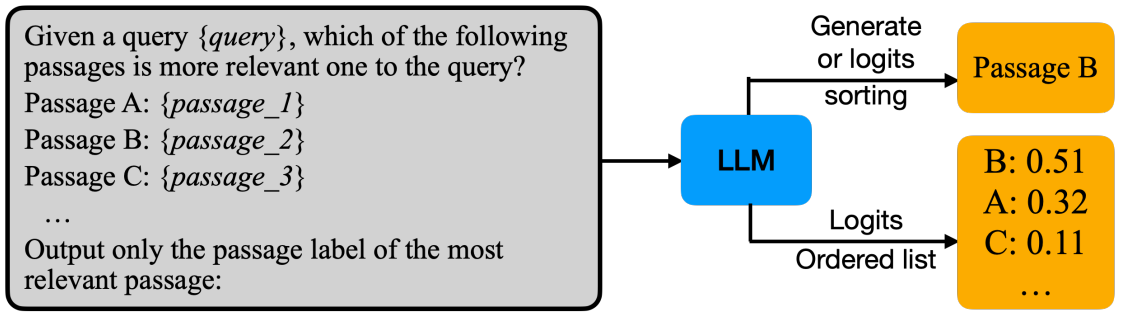 Given a query {query}, which of the following
passages is more relevant one to the query?
Passage A: {passage_1}
Passage B: {passage_2}
Passage C: {passage_3}
…
Output only the passage label of the most
relevant passage:
LLM
Generate
or logits
sorting
Passage B
Logits
Ordered list
B: 0.51
A: 0.32
C: 0.11
…